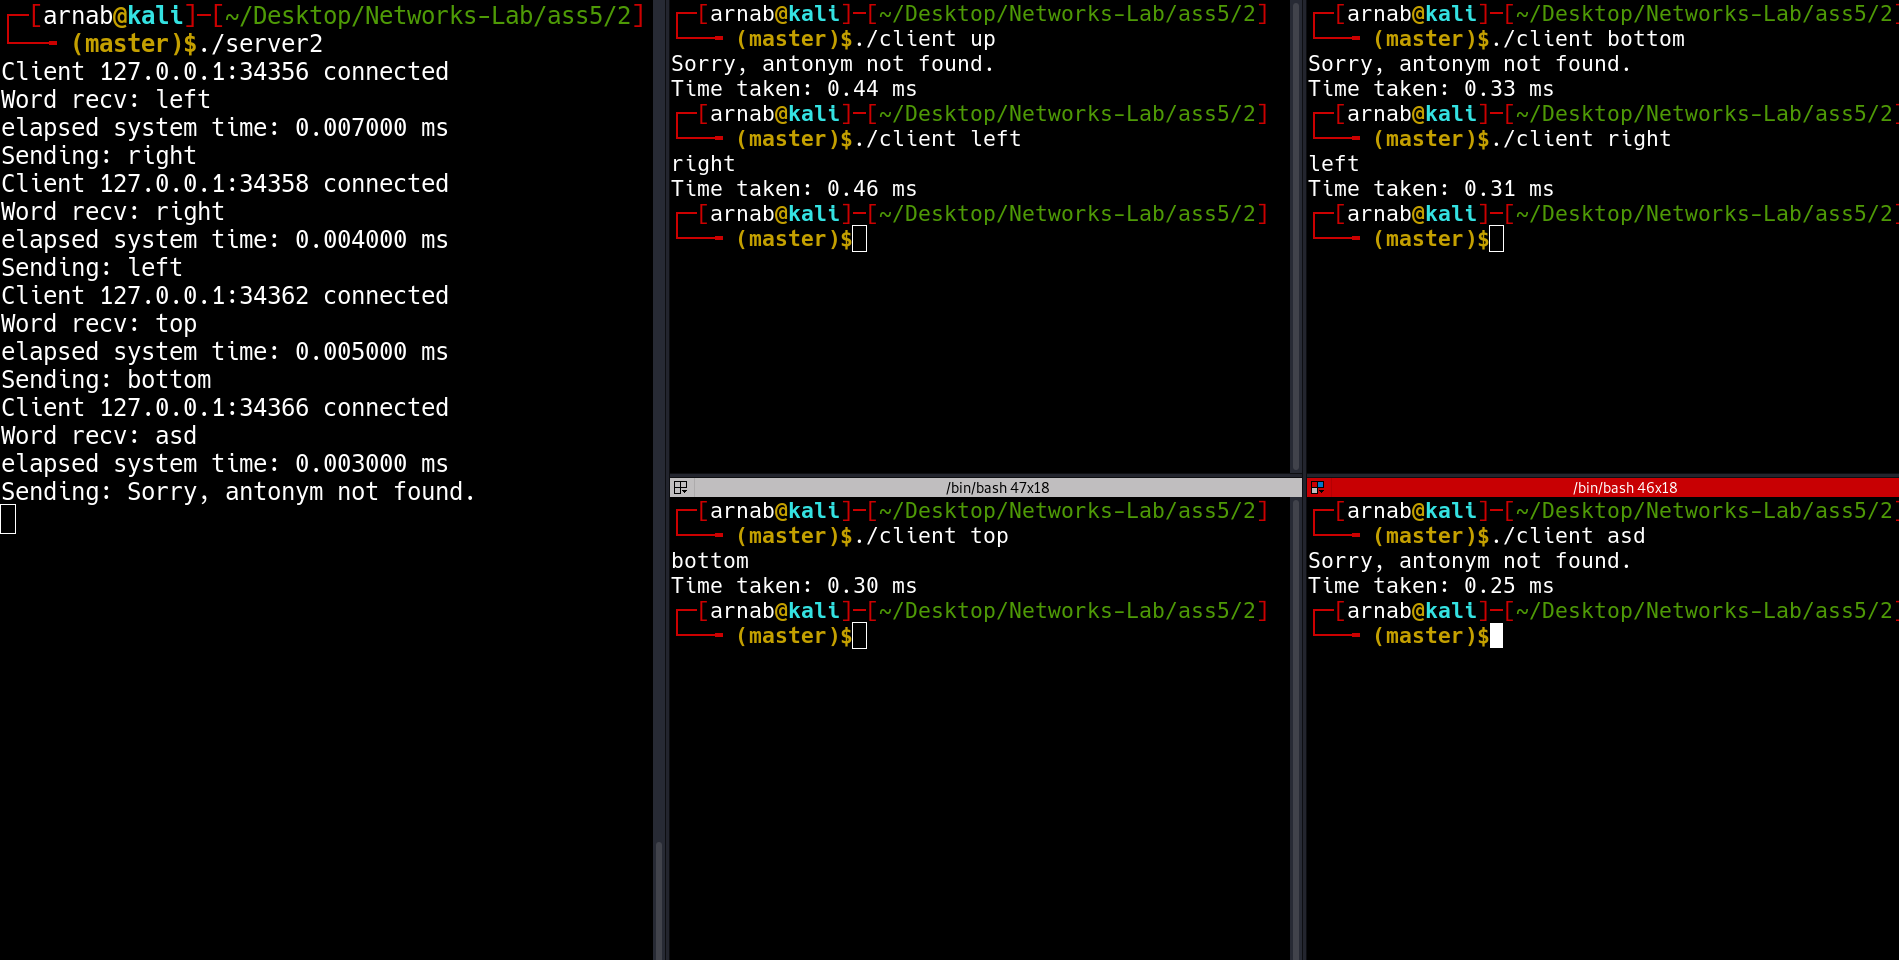 ┌─[arnab@kali]─[~/Desktop/Networks-Lab/ass5/2]
└──╼ (master)$./server2
Client 127.0.0.1:34356 connected
Word recv: left
elapsed system time: 0.007000 ms
Sending: right
Client 127.0.0.1:34358 connected
Word recv: right
elapsed system time: 0.004000 ms
Sending: left
Client 127.0.0.1:34362 connected
Word recv: top
elapsed system time: 0.005000 ms
Sending: bottom
Client 127.0.0.1:34366 connected
Word recv: asd
elapsed system time: 0.003000 ms
Sending: Sorry, antonym not found.
┌─[arnab@kali]─[~/Desktop/Networks-Lab/ass5/2]
└──╼ (master)$./client up
Sorry, antonym not found.
Time taken: 0.44 ms
┌─[arnab@kali]─[~/Desktop/Networks-Lab/ass5/2]
└──╼ (master)$./client left
right
Time taken: 0.46 ms
┌─[arnab@kali]─[~/Desktop/Networks-Lab/ass5/2]
└──╼ (master)$
┌─[arnab@kali]─[~/Desktop/Networks-Lab/ass5/2]
└──╼ (master)$./client bottom
Sorry, antonym not found.
Time taken: 0.33 ms
┌─[arnab@kali]─[~/Desktop/Networks-Lab/ass5/2]
└──╼ (master)$./client right
left
Time taken: 0.31 ms
┌─[arnab@kali]─[~/Desktop/Networks-Lab/ass5/2]
└──╼ (master)$
/bin/bash 47x18
┌─[arnab@kali]─[~/Desktop/Networks-Lab/ass5/2]
└──╼ (master)$./client top
bottom
Time taken: 0.30 ms
┌─[arnab@kali]─[~/Desktop/Networks-Lab/ass5/2]
└──╼ (master)$
/bin/bash 46x18
┌─[arnab@kali]─[~/Desktop/Networks-Lab/ass5/2]
└──╼ (master)$./client asd
Sorry, antonym not found.
Time taken: 0.25 ms
┌─[arnab@kali]─[~/Desktop/Networks-Lab/ass5/2]
└──╼ (master)$